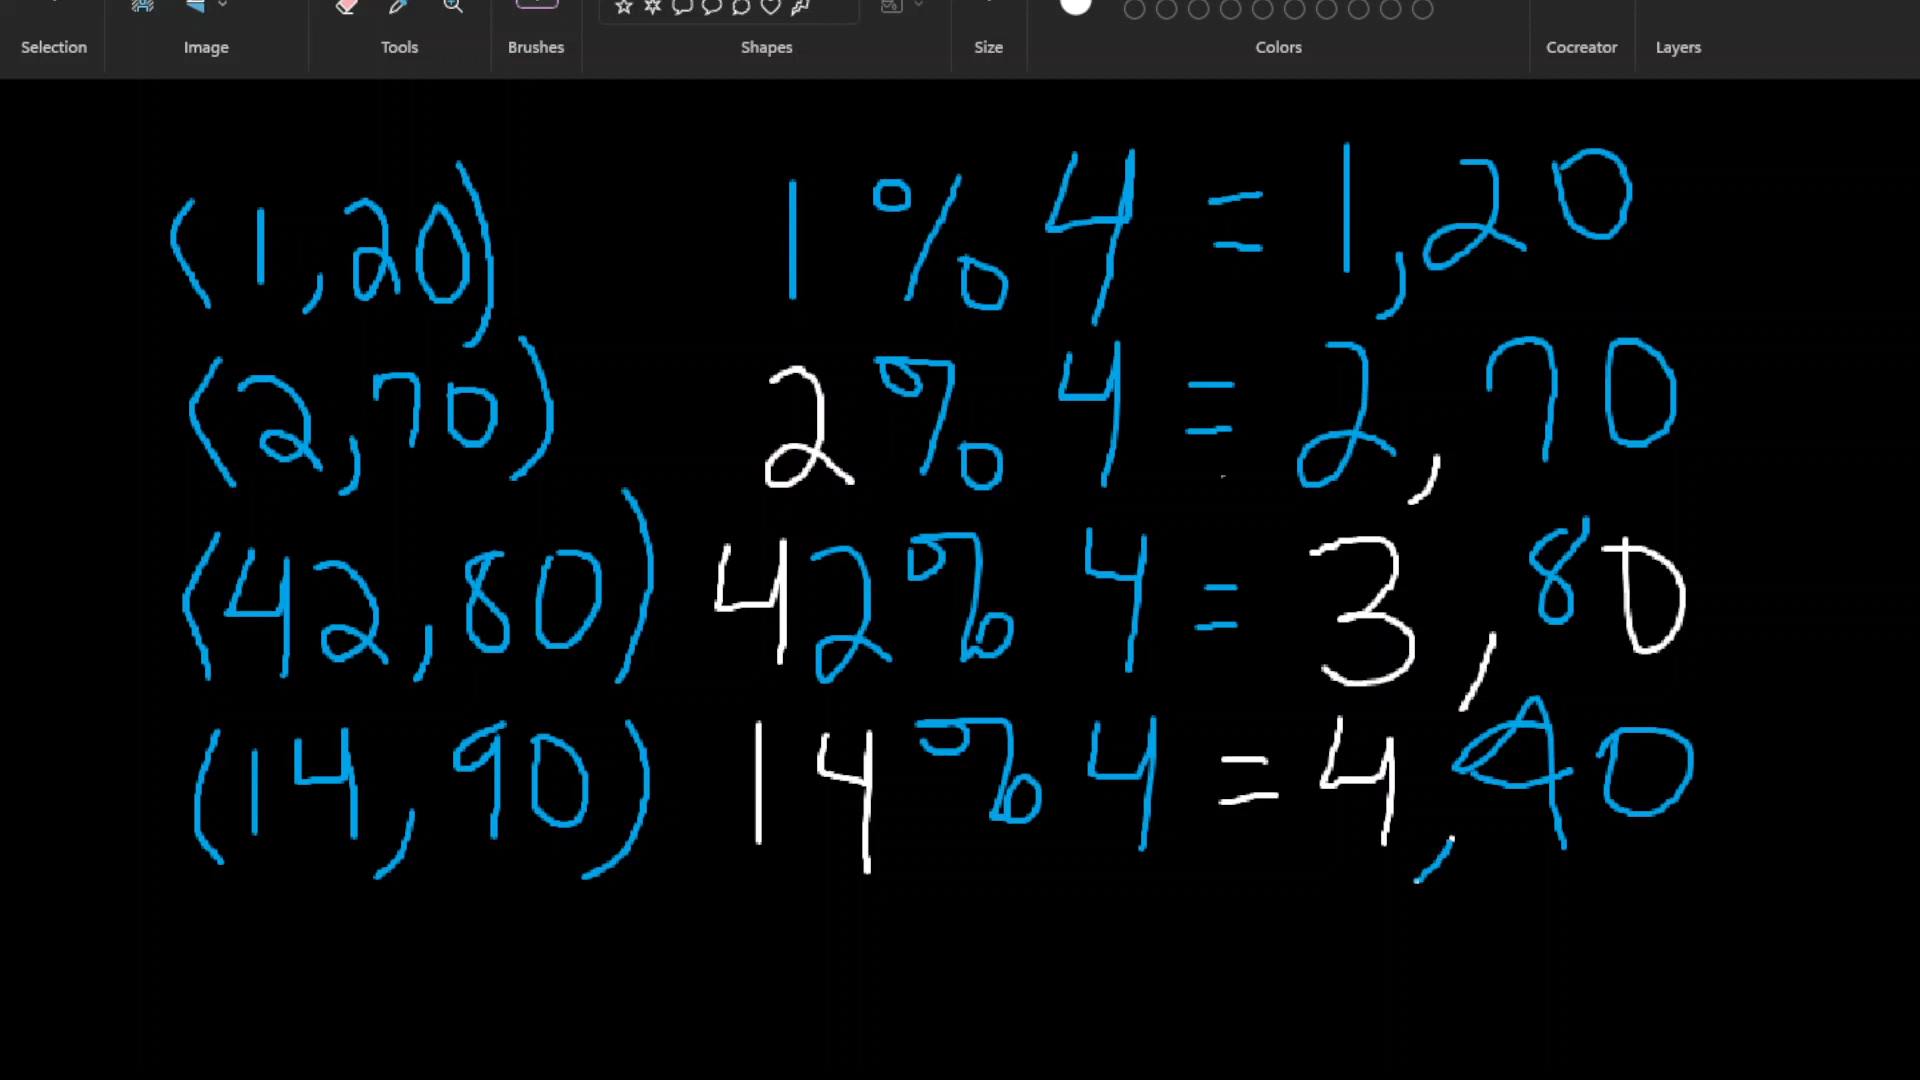 Selection Image Tools Brushes Shapes Size Colors Cocreator Layers
(1,20) 1 % 4 = 1,20
(2,70) 2 % 4 = 2,70
(42,80) 42 % 4 = 3,80
(14,90) 14 % 4 = 4,90